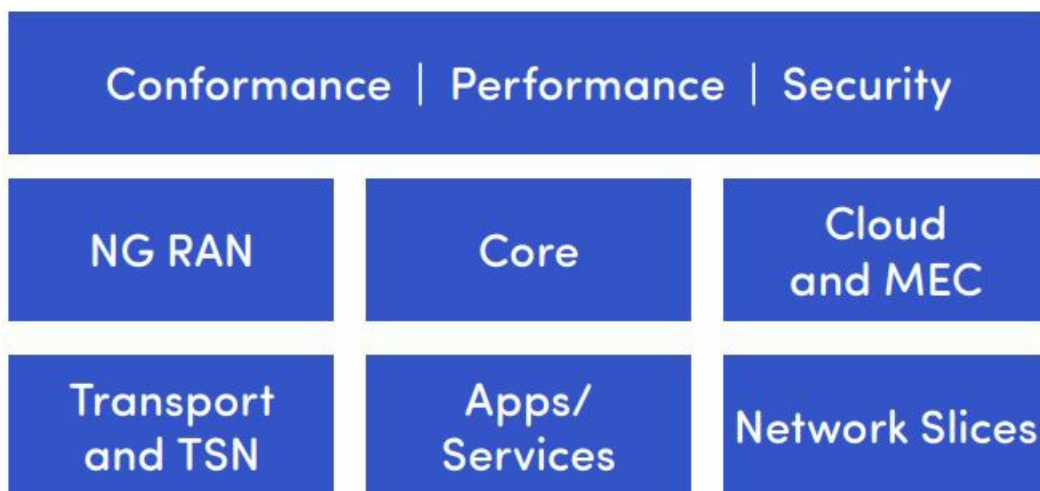 Conformance | Performance | Security
NG RAN
Core
Cloud
and MEC
Transport
and TSN
Apps/
Services
Network Slices